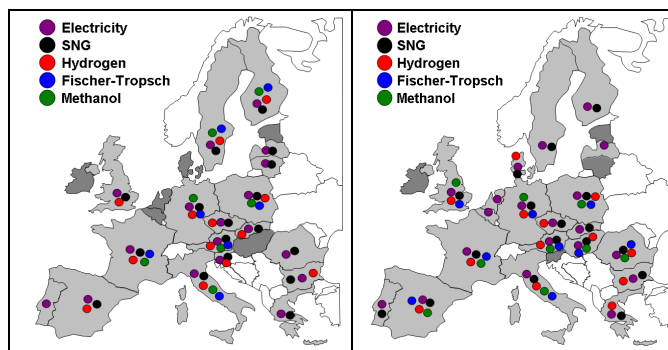 Electricity
SNG
Hydrogen
Fischer-Tropsch
Methanol
Electricity
SNG
Hydrogen
Fischer-Tropsch
Methanol